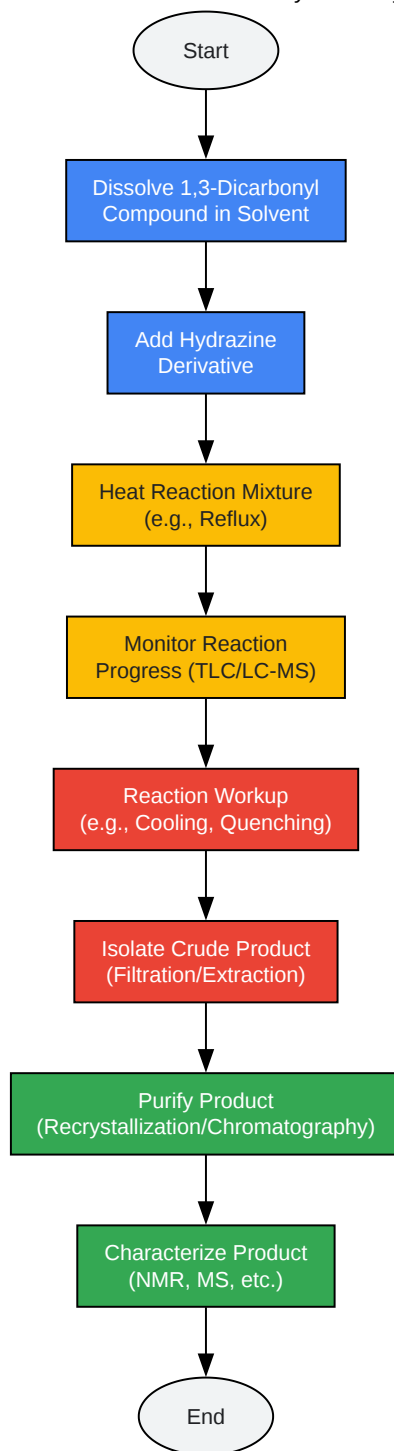 Start
Dissolve 1,3-Dicarbonyl
Compound in Solvent
Add Hydrazine
Derivative
Heat Reaction Mixture
(e.g., Reflux)
Monitor Reaction
Progress (TLC/LC-MS)
Reaction Workup
(e.g., Cooling, Quenching)
Isolate Crude Product
(Filtration/Extraction)
Purify Product
(Recrystallization/Chromatography)
Characterize Product
(NMR, MS, etc.)
End